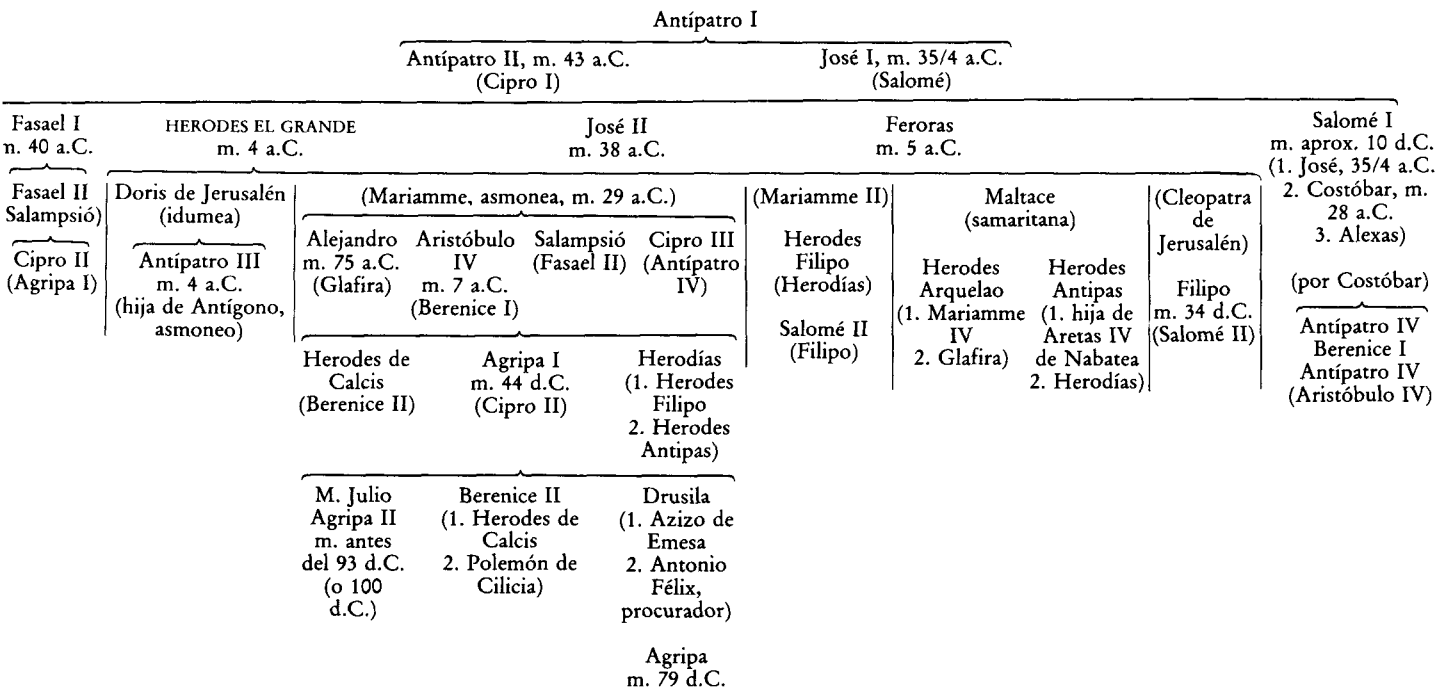 Antípatro I
Antípatro II, m. 43 a.C.
(Cipro I)
José I, m. 35/4 a.C.
(Salomé)
Fasael I
n. 40 a.C.
HERODES EL GRANDE
m. 4 a.C.
José II
m. 38 a.C.
Feroras
m. 5 a.C.
Salomé I
m. aprox. 10 d.C.
(1. José, 35/4 a.C.
2. Costóbar, m.
28 a.C.
3. Alexas)
(por Costóbar)
Antípatro IV
Berenice I
Antípatro IV
(Aristóbulo IV)
Fasael II
Salampsió)
Cipro II
(Agripa I)
Doris de Jerusalén
(idumea)
Antípatro III
m. 4 a.C.
(hija de Antígono,
asmoneo)
(Mariamme, asmonea, m. 29 a.C.)
Alejandro
m. 75 a.C.
(Glafira)
Aristóbulo
IV
m. 7 a.C.
(Berenice I)
Salampsió
(Fasael II)
Cipro III
(Antípatro
IV)
Herodes de
Calcis
(Berenice II)
Agripa I
m. 44 d.C.
(Cipro II)
Herodías
(1. Herodes
Filipo
2. Herodes
Antipas)
M. Julio
Agripa II
m. antes
del 93 d.C.
(o 100
d.C.)
Berenice II
(1. Herodes de
Calcis
2. Polemón de
Cilicia)
Drusila
(1. Azizo de
Emesa
2. Antonio
Félix,
procurador)
Agripa
m. 79 d.C.
(Mariamme II)
Herodes
Filipo
(Herodías)
Salomé II
(Filipo)
Maltace
(samaritana)
Herodes
Arquelao
(1. Mariamme
IV
2. Glafira)
Herodes
Antipas
(1. hija de
Aretas IV
de Nabatea
2. Herodías)
(Cleopatra
de
Jerusalén)
Filipo
m. 34 d.C.
(Salomé II)